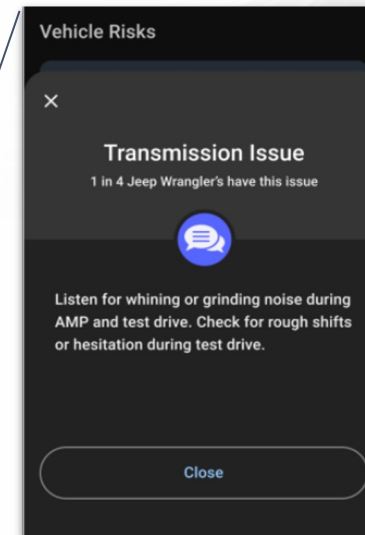 Vehicle Risks
Transmission Issue
1 in 4 Jeep Wrangler's have this issue
Listen for whining or grinding noise during
AMP and test drive. Check for rough shifts
or hesitation during test drive.
Close